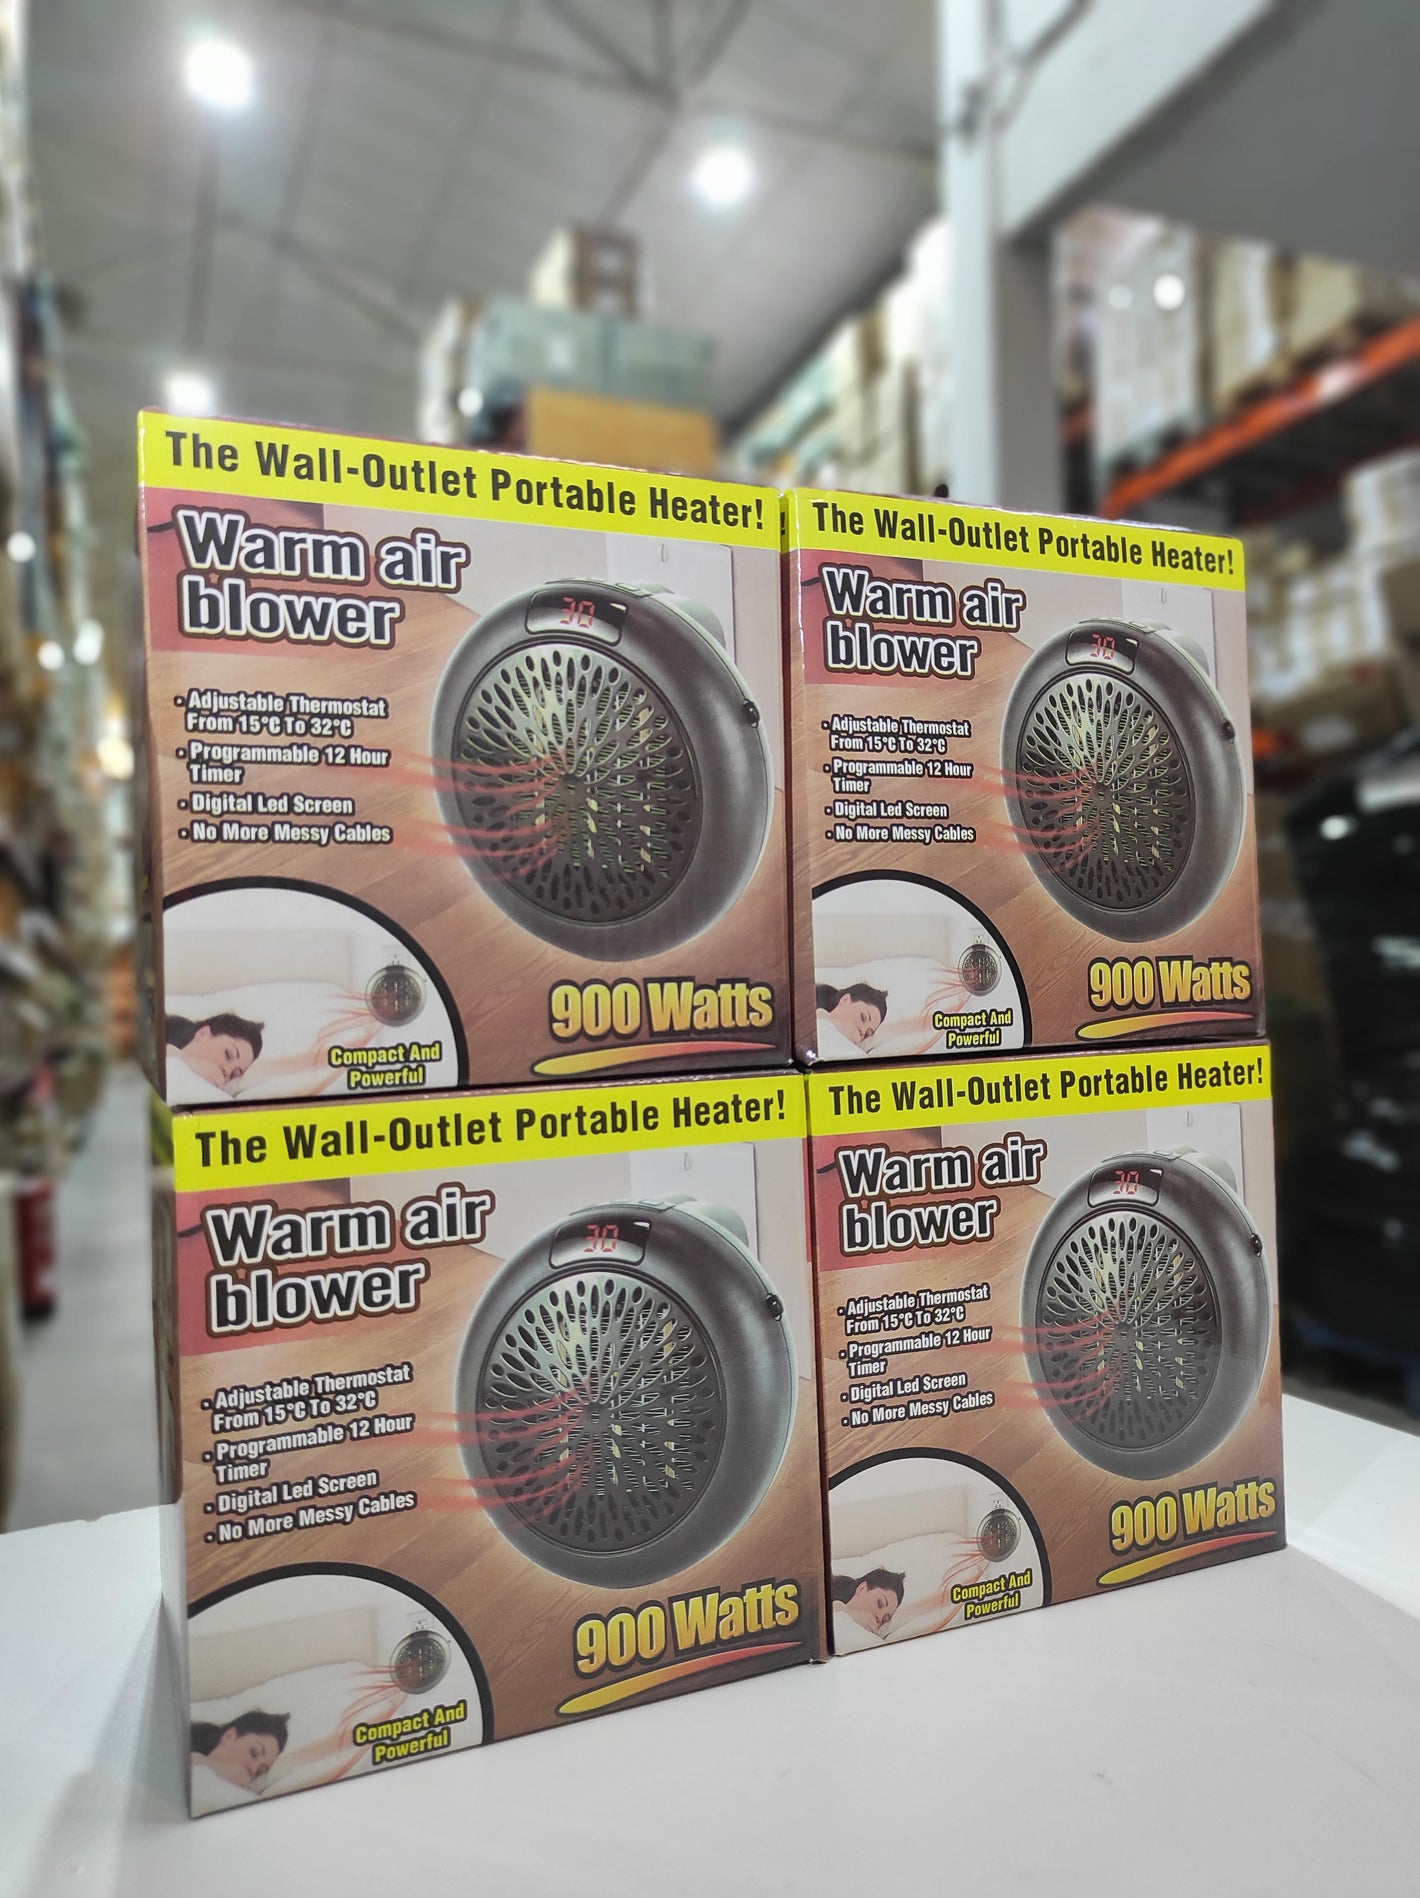 The Wall-Outlet Portable Heater!
Warm air
blower
• Adjustable Thermostat
From 15°C To 32°C
• Programmable 12 Hour
Timer
• Digital Led Screen
• No More Messy Cables
30
Compact And
Powerful
900 Watts
The Wall-Outlet Portable Heater!
Warm air
blower
• Adjustable Thermostat
From 15°C To 32°C
• Programmable 12 Hour
Timer
• Digital Led Screen
• No More Messy Cables
30
Compact And
Powerful
900 Watts
The Wall-Outlet Portable Heater!
Warm air
blower
• Adjustable Thermostat
From 15°C To 32°C
• Programmable 12 Hour
Timer
• Digital Led Screen
• No More Messy Cables
30
Compact And
Powerful
900 Watts
The Wall-Outlet Portable Heater!
Warm air
blower
• Adjustable Thermostat
From 15°C To 32°C
• Programmable 12 Hour
Timer
• Digital Led Screen
• No More Messy Cables
30
Compact And
Powerful
900 Watts